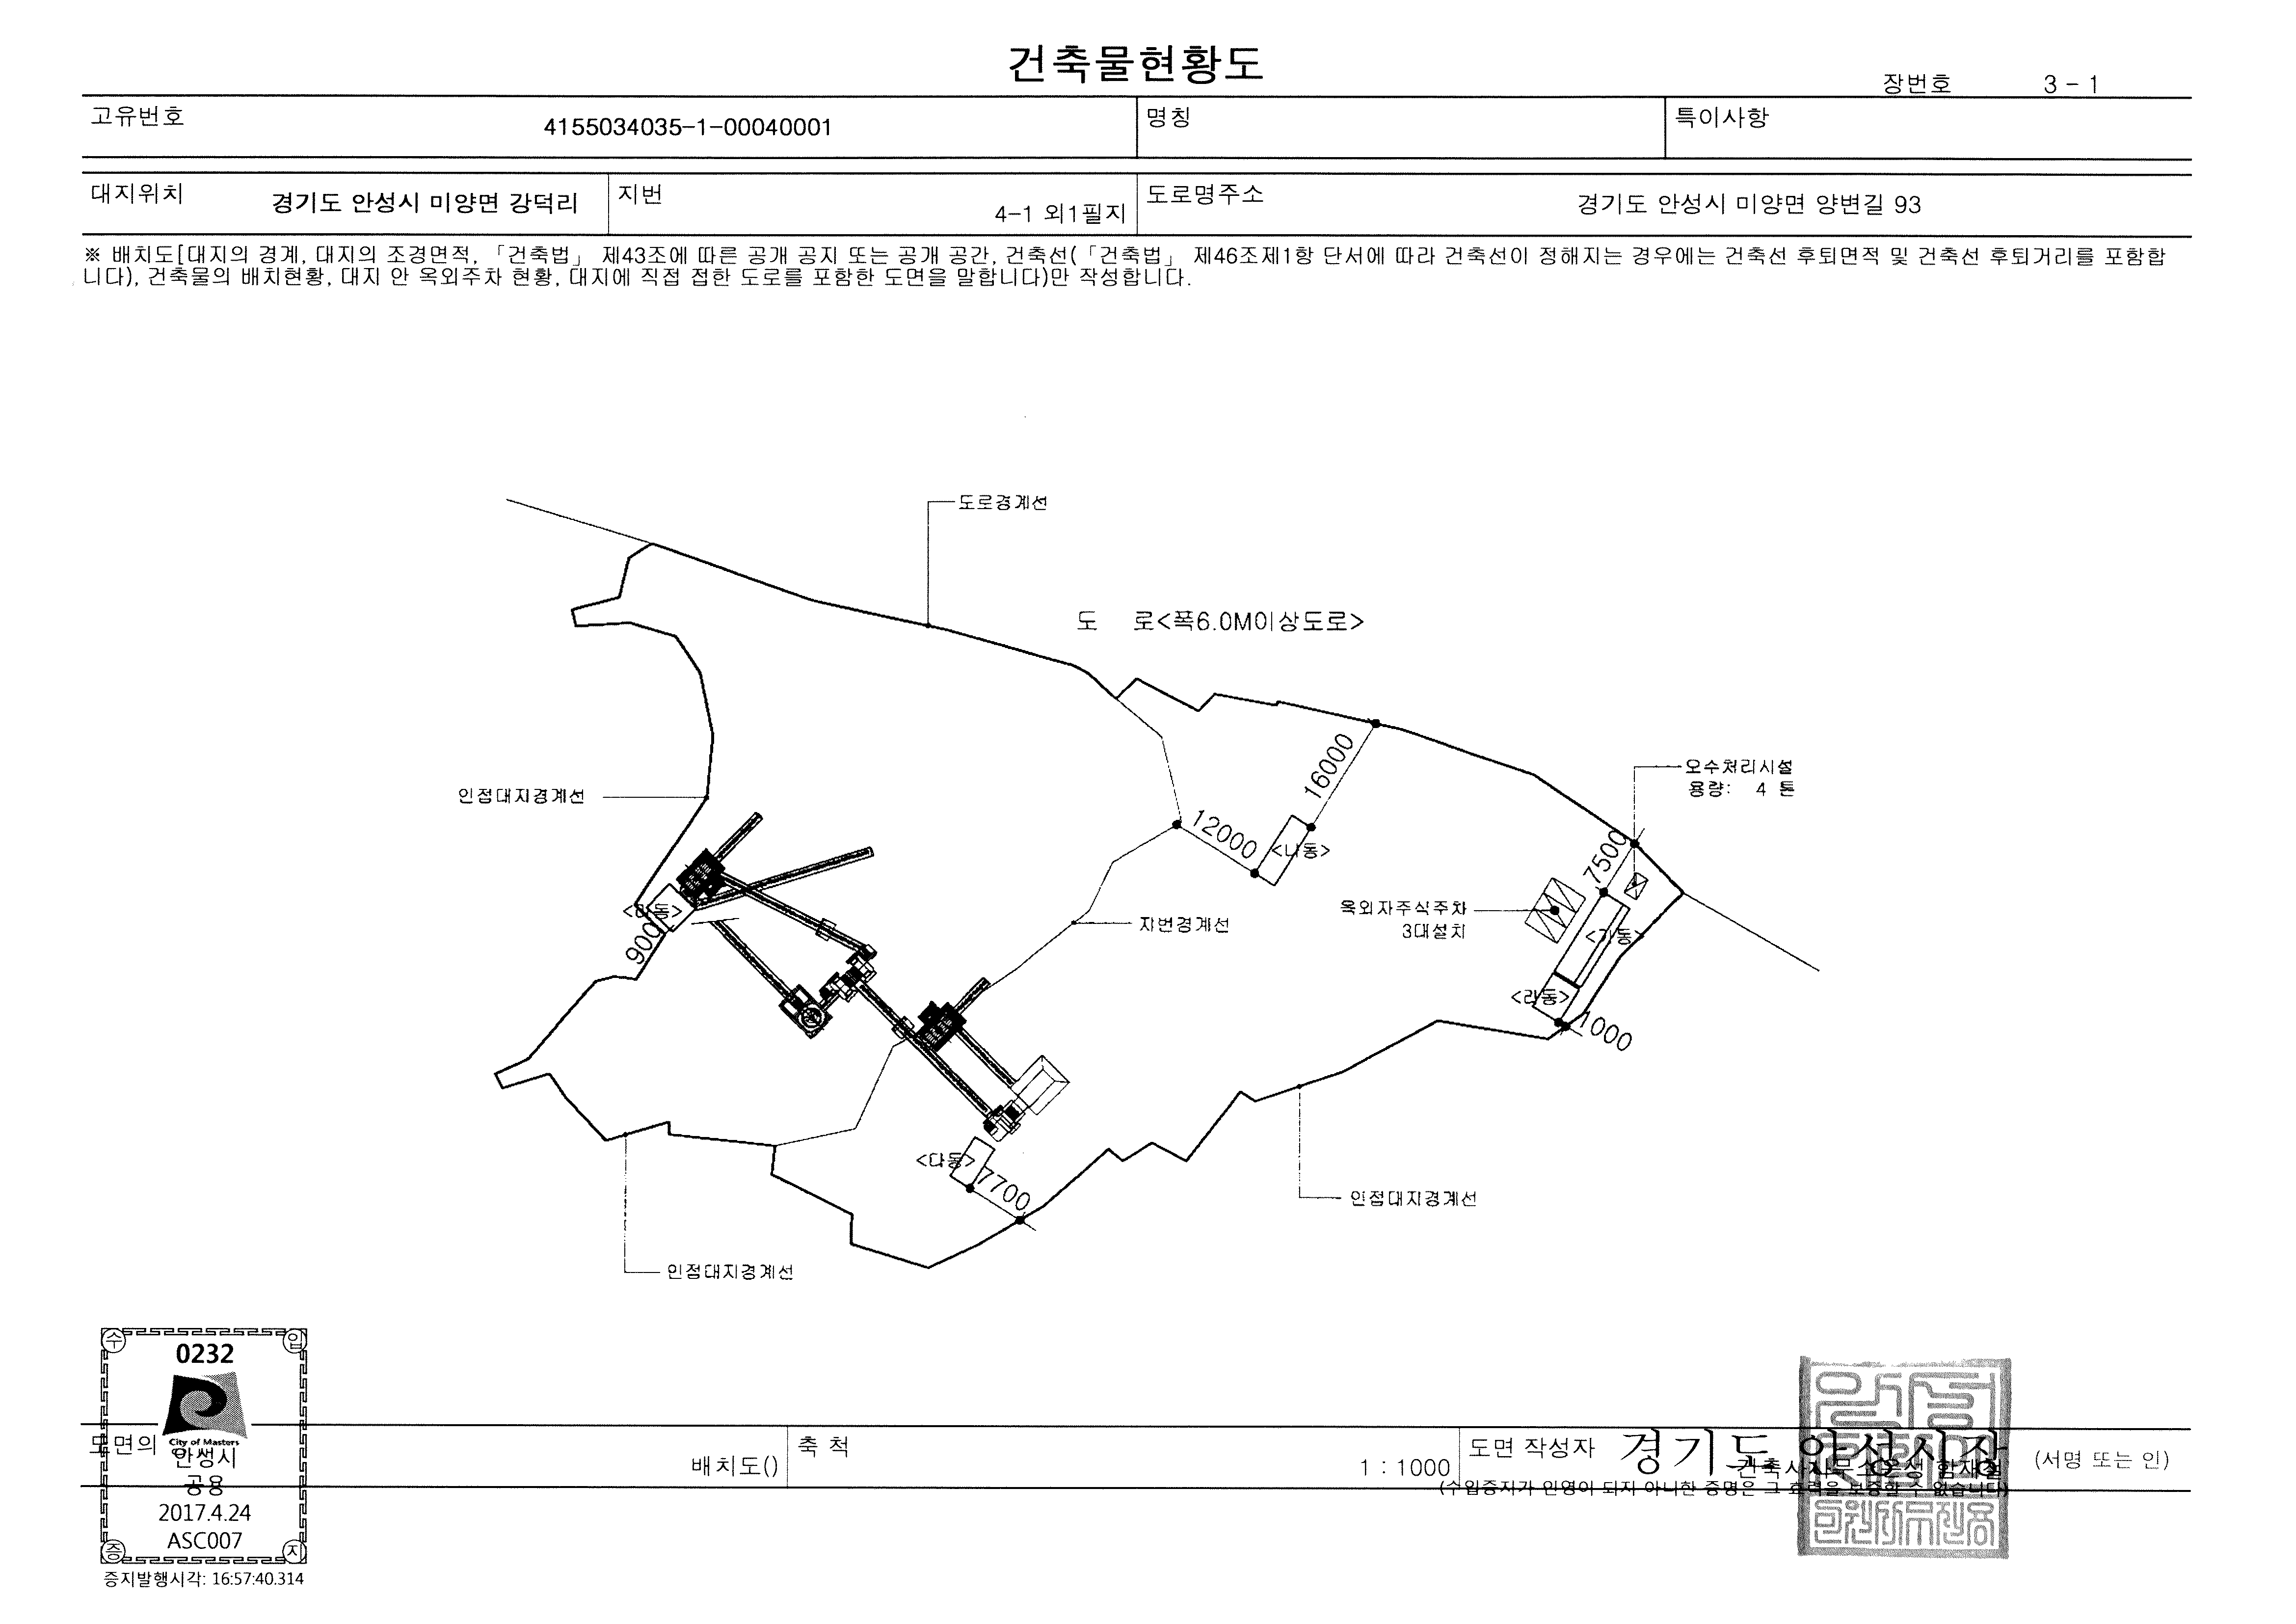 건축물현황도
장번호 3 - 1
고유번호 4155034035-1-00040001 명칭 특이사항
대지위치 경기도 안성시 미양면 강덕리 지번 4-1 외1필지 도로명주소 경기도 안성시 미양면 양변길 93
※ 배치도[대지의 경계, 대지의 조경면적, 「건축법」 제43조에 따른 공개 공지 또는 공개 공간, 건축선(「건축법」 제46조제1항 단서에 따라 건축선이 정해지는 경우에는 건축선 후퇴면적 및 건축선 후퇴거리를 포함합
니다), 건축물의 배치현황, 대지 안 옥외주차 현황, 대지에 직접 접한 도로를 포함한 도면을 말합니다)만 작성합니다.
도로경계선
도 로<폭6.0M이상도로>
16000
오수처리시설
용량: 4 톤
인접대지경계선
12000
<나동>
7500
옥외자주식주차
3대설치
지번경계선
900
<가동>
<라동>
1000
<다동>
7700
인접대지경계선
인접대지경계선
수 입
0232
City of Masters
안성시
공용
2017.4.24
ASC007
증 지
증지발행시각: 16:57:40.314
도면의
배치도()
축 척
1 : 1000
도면 작성자
경기도 안성시장
건축사사무소
(서명 또는 인)
(수입증지가 인영이 되지 아니한 증명은 그 효력을 보증할 수 없습니다)